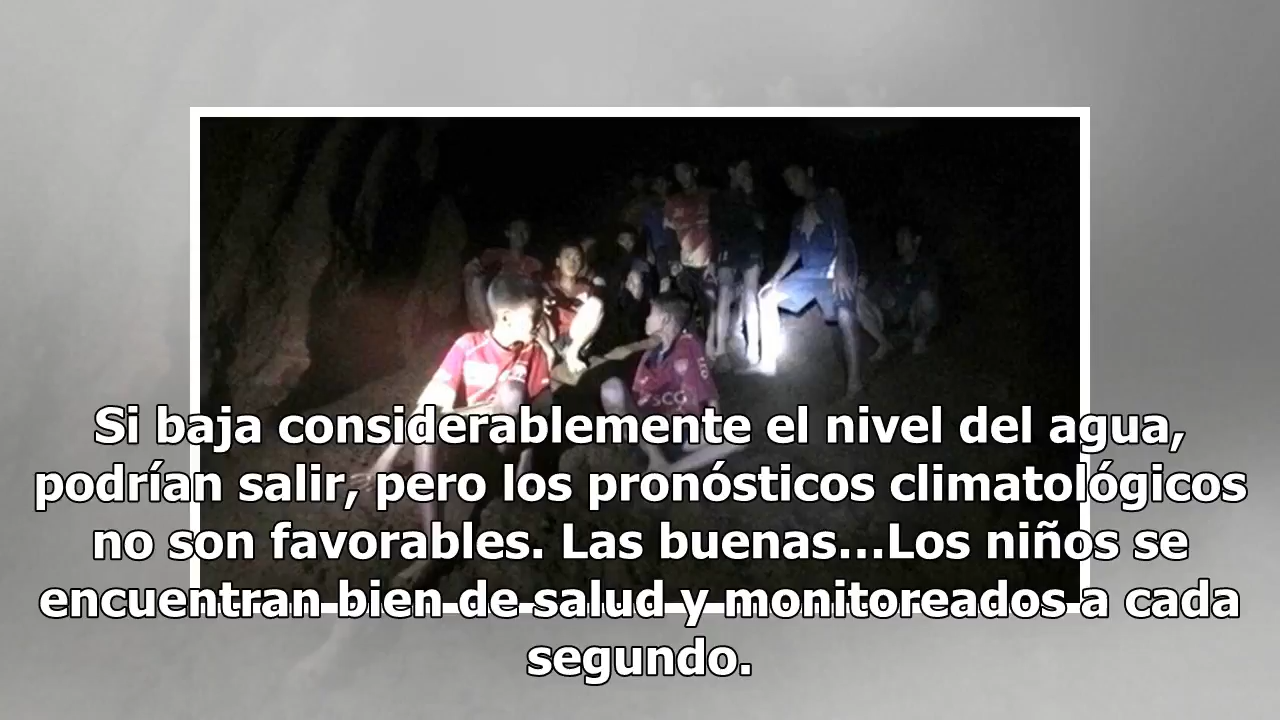 SCG
Si baja considerablemente el nivel del agua,
podrían salir, pero los pronósticos climatológicos
no son favorables. Las buenas...Los niños se
encuentran bien de salud y monitoreados a cada
segundo.